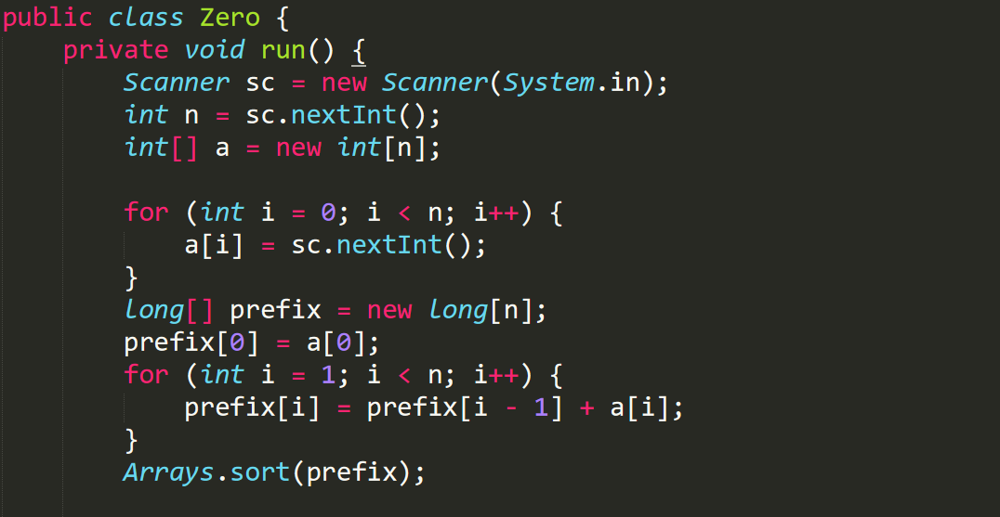 public class Zero {
private void run() {
Scanner sc = new Scanner(System.in);
int n = sc.nextInt();
int[] a = new int[n];
for (int i = 0; i < n; i++) {
a[i] = sc.nextInt();
}
long[] prefix = new long[n];
prefix[0] = a[0];
for (int i = 1; i < n; i++) {
prefix[i] = prefix[i - 1] + a[i];
}
Arrays.sort(prefix);